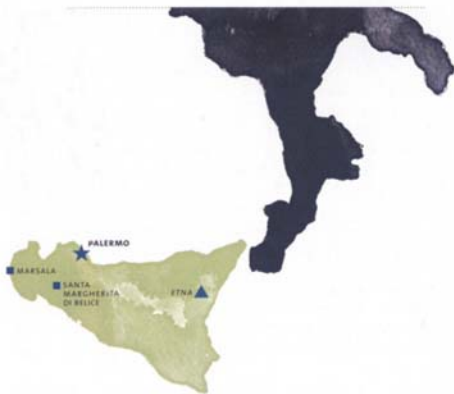 PALERMO
MARSALA
SANTA
MARGHERITA
DI BELICE
ETNA